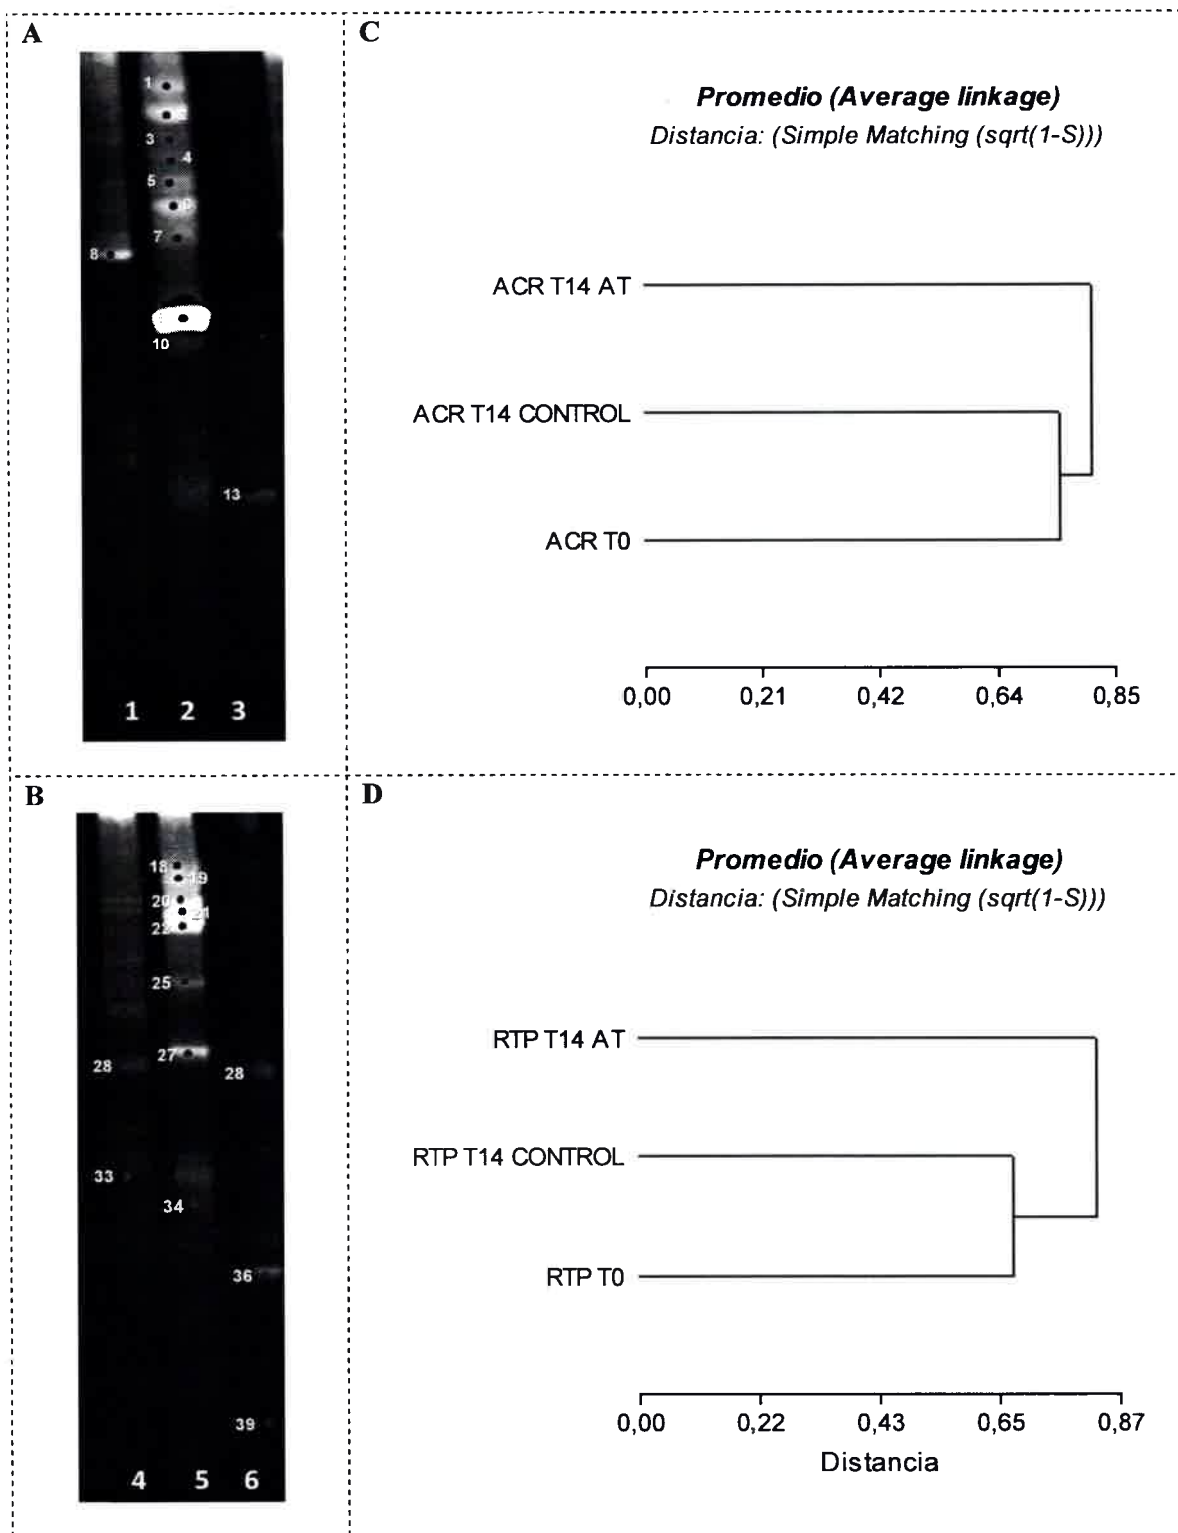 A
1
3
4
5
6
7
8
10
13
1 2 3
C
Promedio (Average linkage)
Distancia: (Simple Matching (sqrt(1-S)))
ACR T14 AT
ACR T14 CONTROL
ACR T0
0,00 0,21 0,42 0,64 0,85
B
18
19
20
21
22
25
27
28
28
33
34
36
39
4 5 6
D
Promedio (Average linkage)
Distancia: (Simple Matching (sqrt(1-S)))
RTP T14 AT
RTP T14 CONTROL
RTP T0
0,00 0,22 0,43 0,65 0,87
Distancia